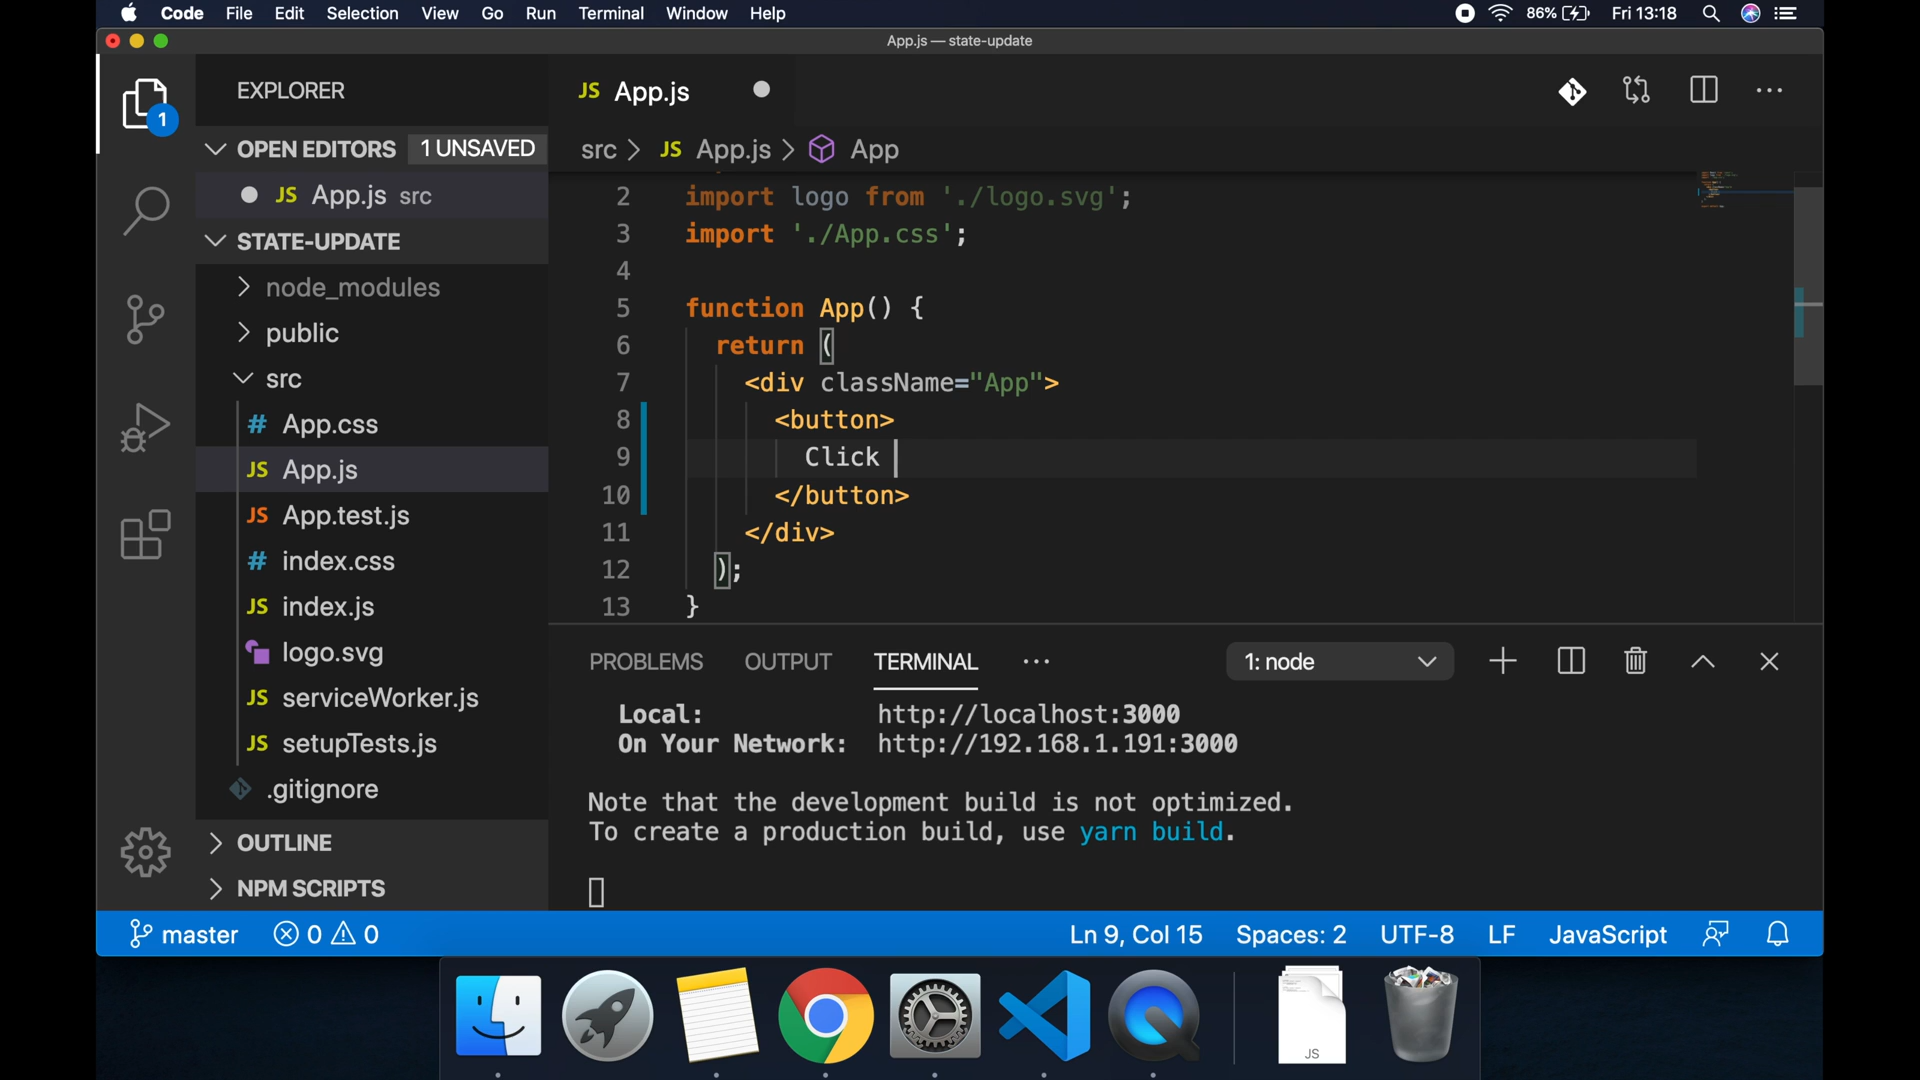 Code File Edit Selection View Go Run Terminal Window Help 86% Fri 13:18
App.js — state-update
EXPLORER
OPEN EDITORS 1 UNSAVED
JS App.js src
STATE-UPDATE
node_modules
public
src
# App.css
JS App.js
JS App.test.js
# index.css
JS index.js
logo.svg
JS serviceWorker.js
JS setupTests.js
.gitignore
OUTLINE
NPM SCRIPTS
1
JS App.js
src > JS App.js > App
2 import logo from './logo.svg';
3 import './App.css';
4
5 function App() {
6 return (
7 <div className="App">
8 <button>
9 Click
10 </button>
11 </div>
12 );
13 }
PROBLEMS OUTPUT TERMINAL ··· 1: node
Local: http://localhost:3000
On Your Network: http://192.168.1.191:3000
Note that the development build is not optimized.
To create a production build, use yarn build.
master 0 0 Ln 9, Col 15 Spaces: 2 UTF-8 LF JavaScript
JS